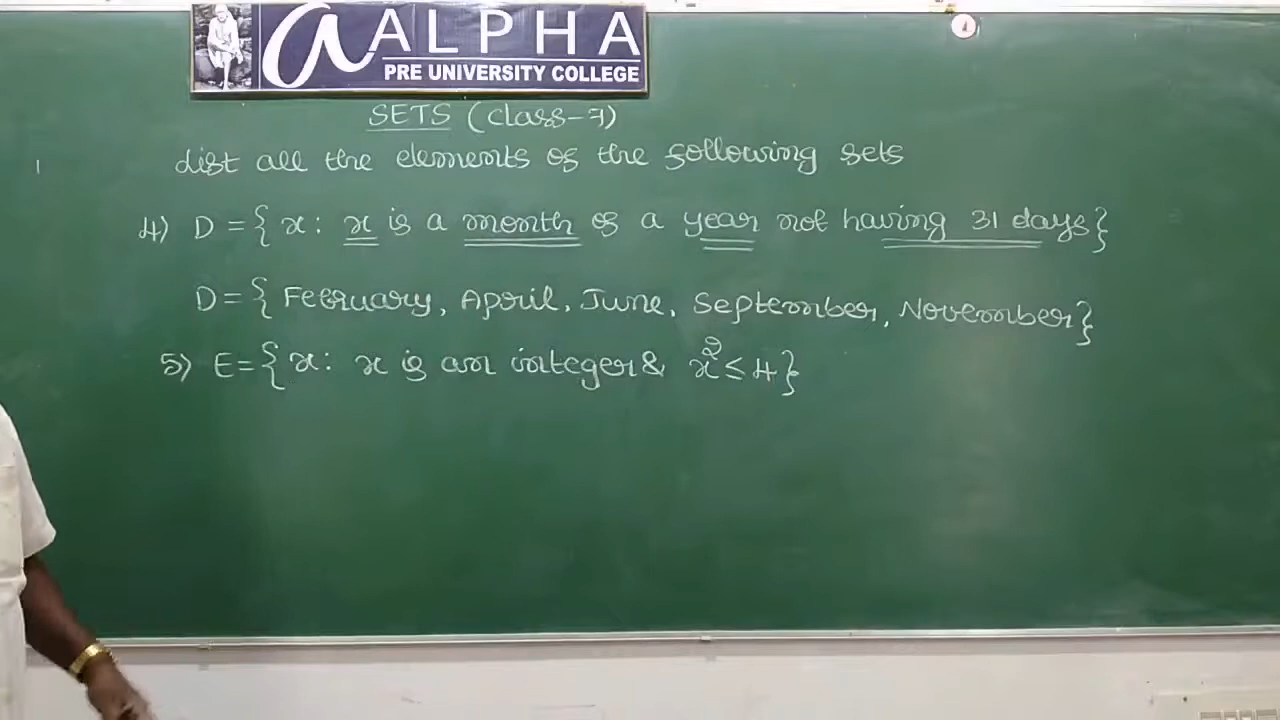 a ALPHA
PRE UNIVERSITY COLLEGE
SETS (class-7)
List all the elements of the following sets
4) D = { x : x is a month of a year not having 31 days}
D = { February, April, June, September, November}
5) E={x: x is an integer & x² ≤ 4}